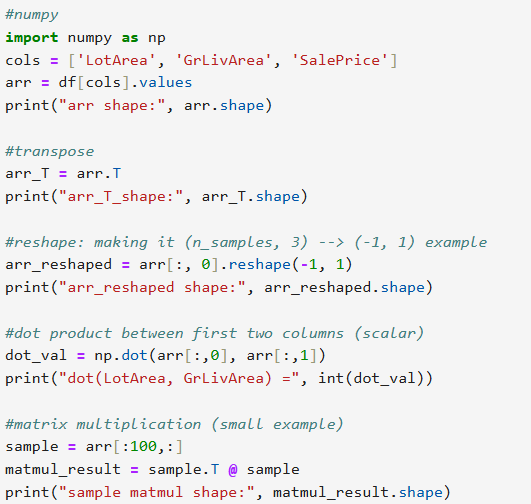 #numpy
import numpy as np
cols = ['LotArea', 'GrLivArea', 'SalePrice']
arr = df[cols].values
print("arr shape:", arr.shape)
#transpose
arr_T = arr.T
print("arr_T_shape:", arr_T.shape)
#reshape: making it (n_samples, 3) --> (-1, 1) example
arr_reshaped = arr[:, 0].reshape(-1, 1)
print("arr_reshaped shape:", arr_reshaped.shape)
#dot product between first two columns (scalar)
dot_val = np.dot(arr[:,0], arr[:,1])
print("dot(LotArea, GrLivArea) =", int(dot_val))
#matrix multiplication (small example)
sample = arr[:100,:]
matmul_result = sample.T @ sample
print("sample matmul shape:", matmul_result.shape)